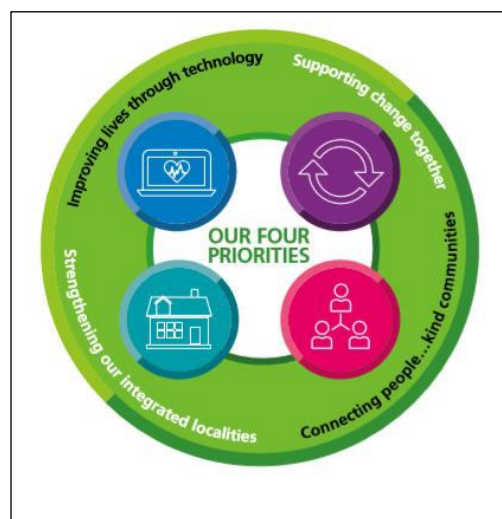 Improving lives through technology
Supporting change together
OUR FOUR
PRIORITIES
Strengthening our integrated localities
Connecting people...kind communities